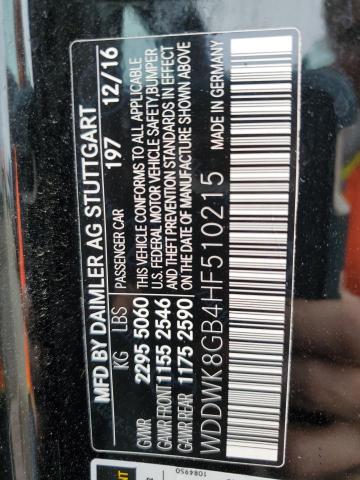 MFD BY DAIMLER AG STUTTGART
KG LBS PASSENGER CAR 197 12/16
GVWR 2295 5060 THIS VEHICLE CONFORMS TO ALL APPLICABLE
U.S. FEDERAL MOTOR VEHICLE SAFETY, BUMPER,
GAWR FRONT 1155 2546 AND THEFT PREVENTION STANDARDS IN EFFECT
GAWR REAR 1175 2590 ON THE DATE OF MANUFACTURE SHOWN ABOVE
MADE IN GERMANY
WDDWK8GB4HF510215
1084950